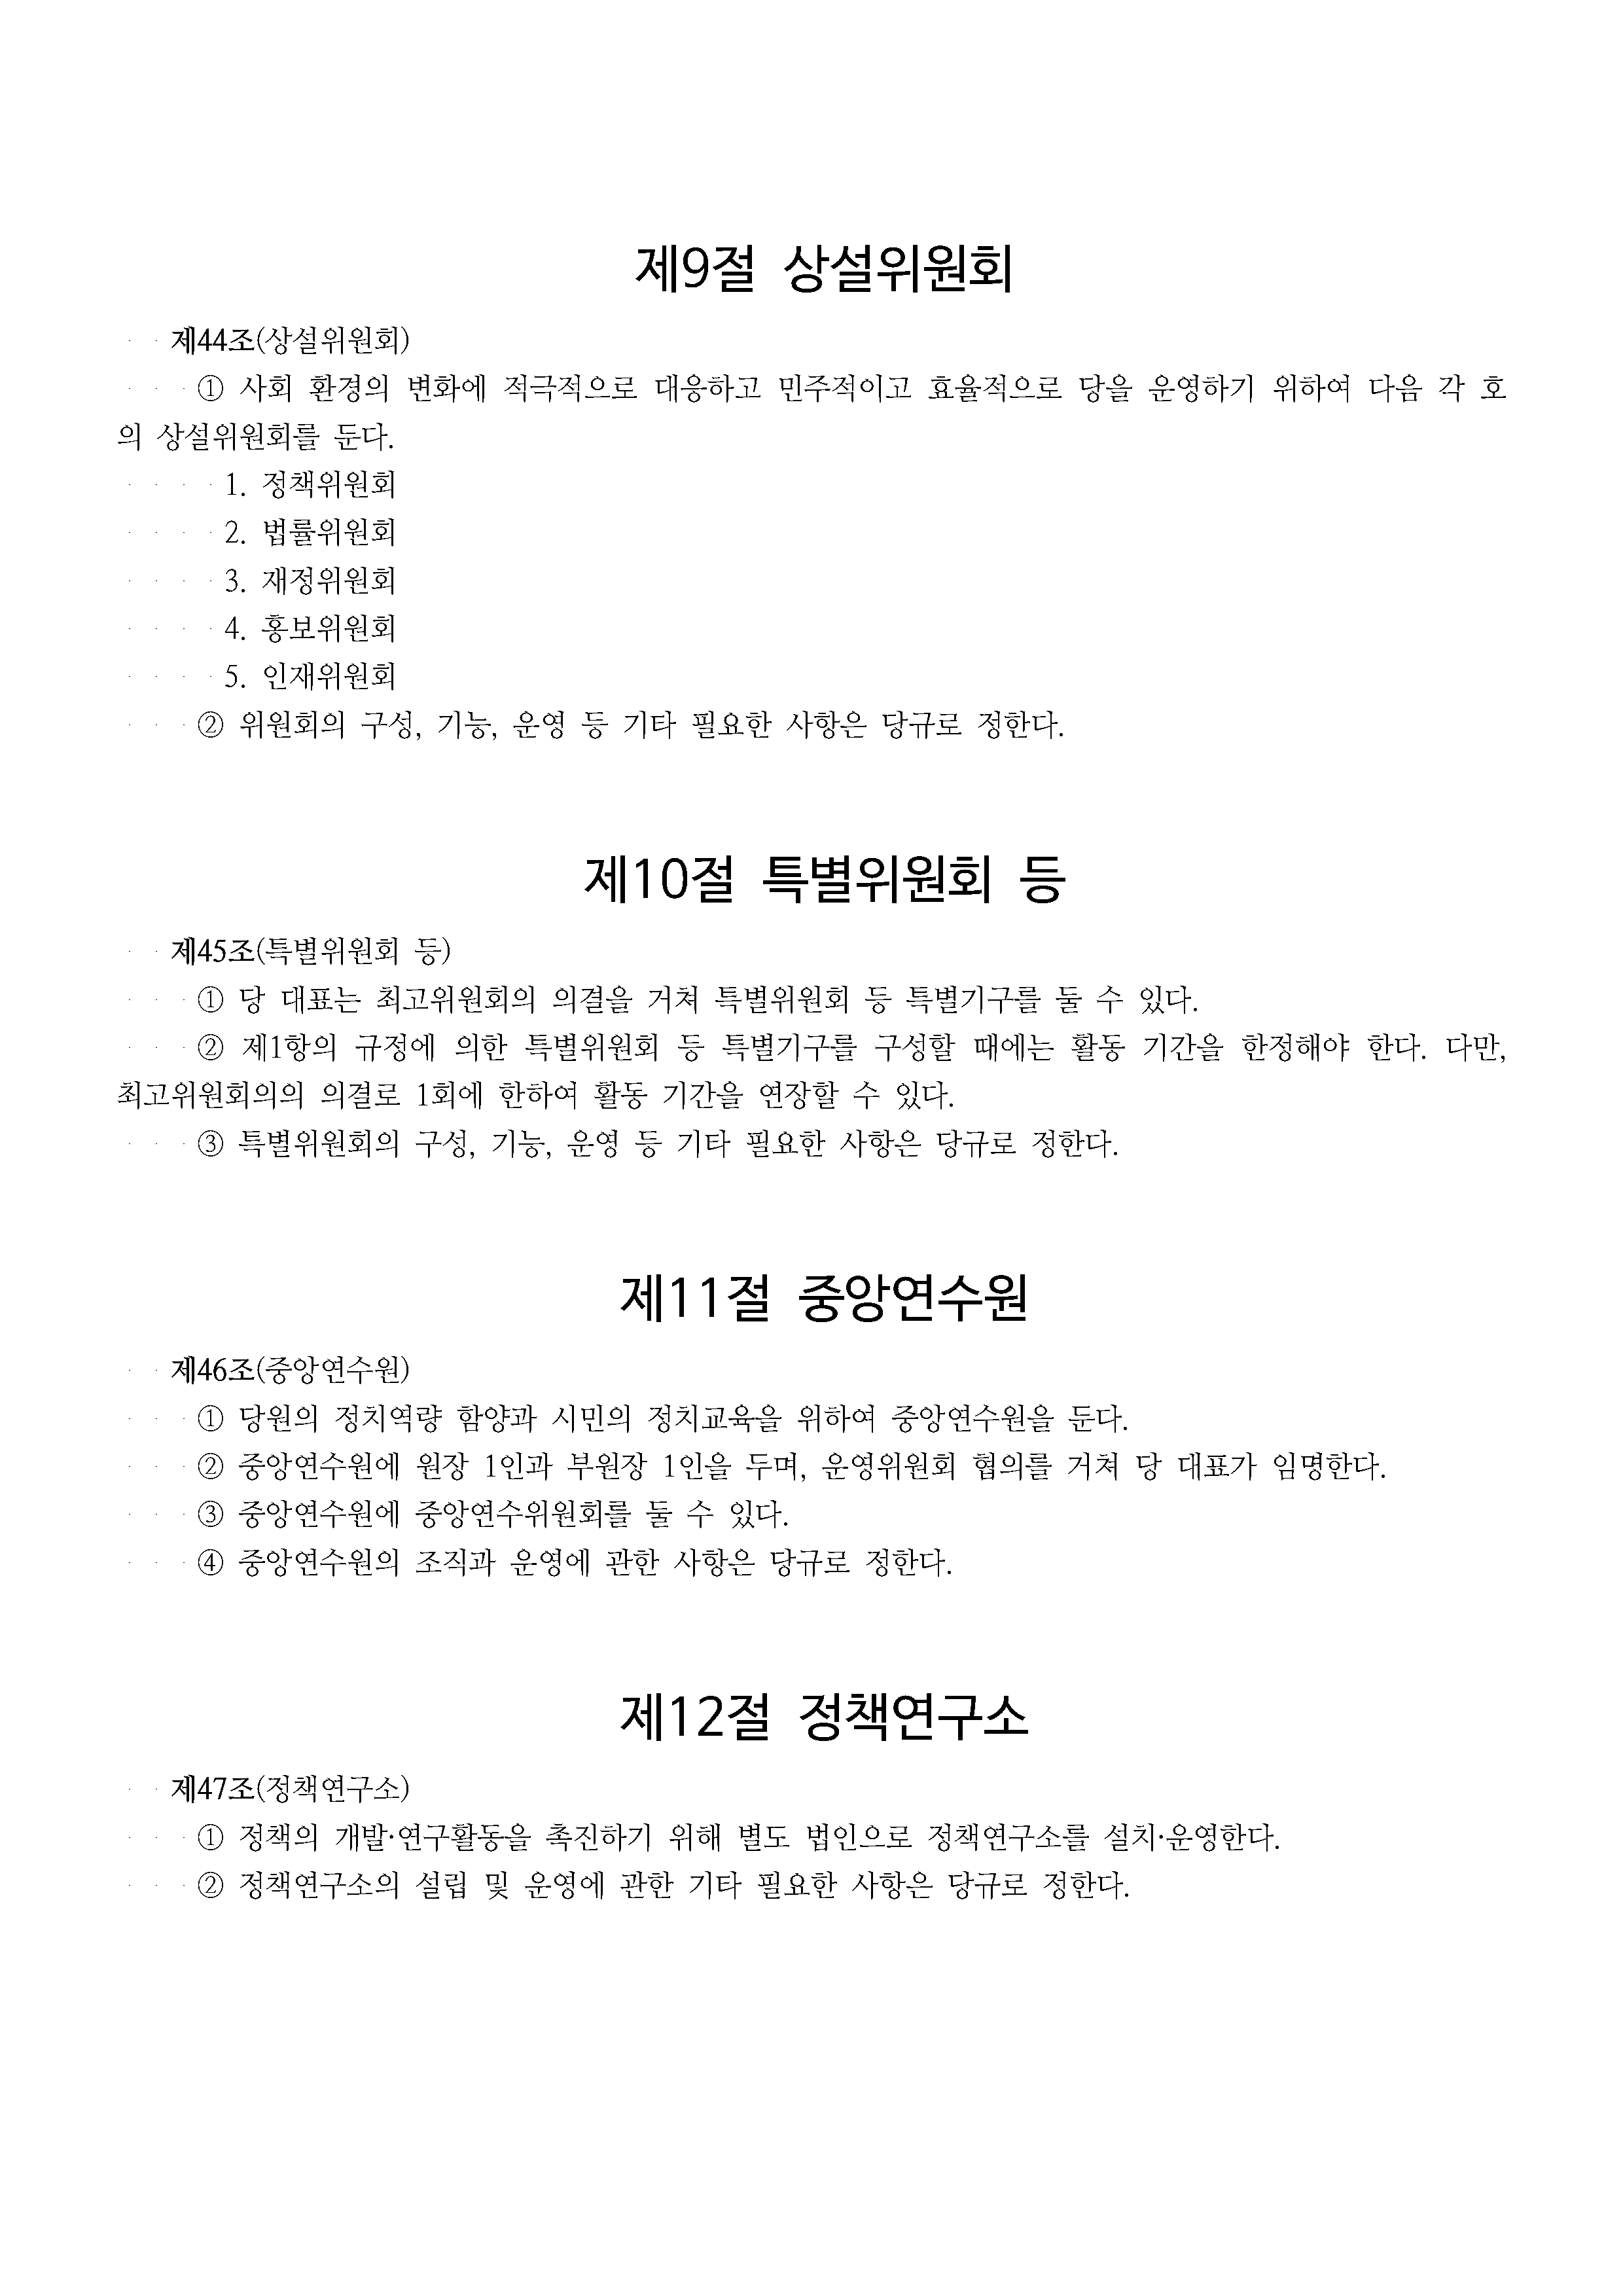 제9절 상설위원회
제44조(상설위원회)
① 사회 환경의 변화에 적극적으로 대응하고 민주적이고 효율적으로 당을 운영하기 위하여 다음 각 호
의 상설위원회를 둔다.
1. 정책위원회
2. 법률위원회
3. 재정위원회
4. 홍보위원회
5. 인재위원회
② 위원회의 구성, 기능, 운영 등 기타 필요한 사항은 당규로 정한다.
제10절 특별위원회 등
제45조(특별위원회 등)
① 당 대표는 최고위원회의 의결을 거쳐 특별위원회 등 특별기구를 둘 수 있다.
② 제1항의 규정에 의한 특별위원회 등 특별기구를 구성할 때에는 활동 기간을 한정해야 한다. 다만,
최고위원회의의 의결로 1회에 한하여 활동 기간을 연장할 수 있다.
③ 특별위원회의 구성, 기능, 운영 등 기타 필요한 사항은 당규로 정한다.
제11절 중앙연수원
제46조(중앙연수원)
① 당원의 정치역량 함양과 시민의 정치교육을 위하여 중앙연수원을 둔다.
② 중앙연수원에 원장 1인과 부원장 1인을 두며, 운영위원회 협의를 거쳐 당 대표가 임명한다.
③ 중앙연수원에 중앙연수위원회를 둘 수 있다.
④ 중앙연수원의 조직과 운영에 관한 사항은 당규로 정한다.
제12절 정책연구소
제47조(정책연구소)
① 정책의 개발·연구활동을 촉진하기 위해 별도 법인으로 정책연구소를 설치·운영한다.
② 정책연구소의 설립 및 운영에 관한 기타 필요한 사항은 당규로 정한다.